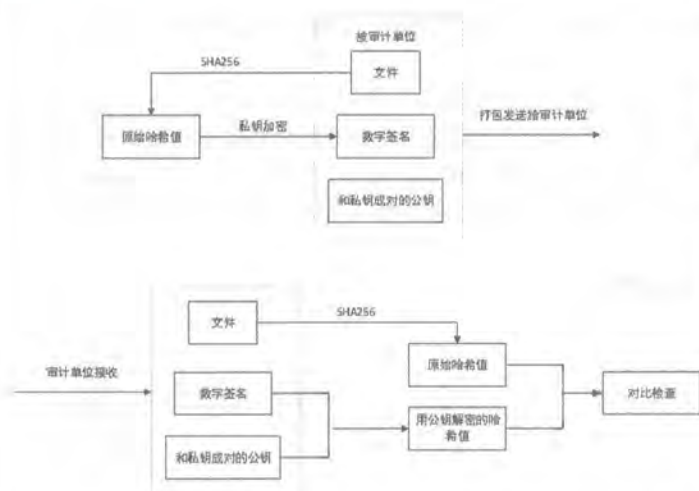 被审计单位
SHA256
文件
原始哈希值
私钥加密
数字签名
打包发送给审计单位
和私钥成对的公钥
文件
SHA256
审计单位接收
原始哈希值
数字签名
对比检查
用公钥解密的哈
希值
和私钥成对的公钥